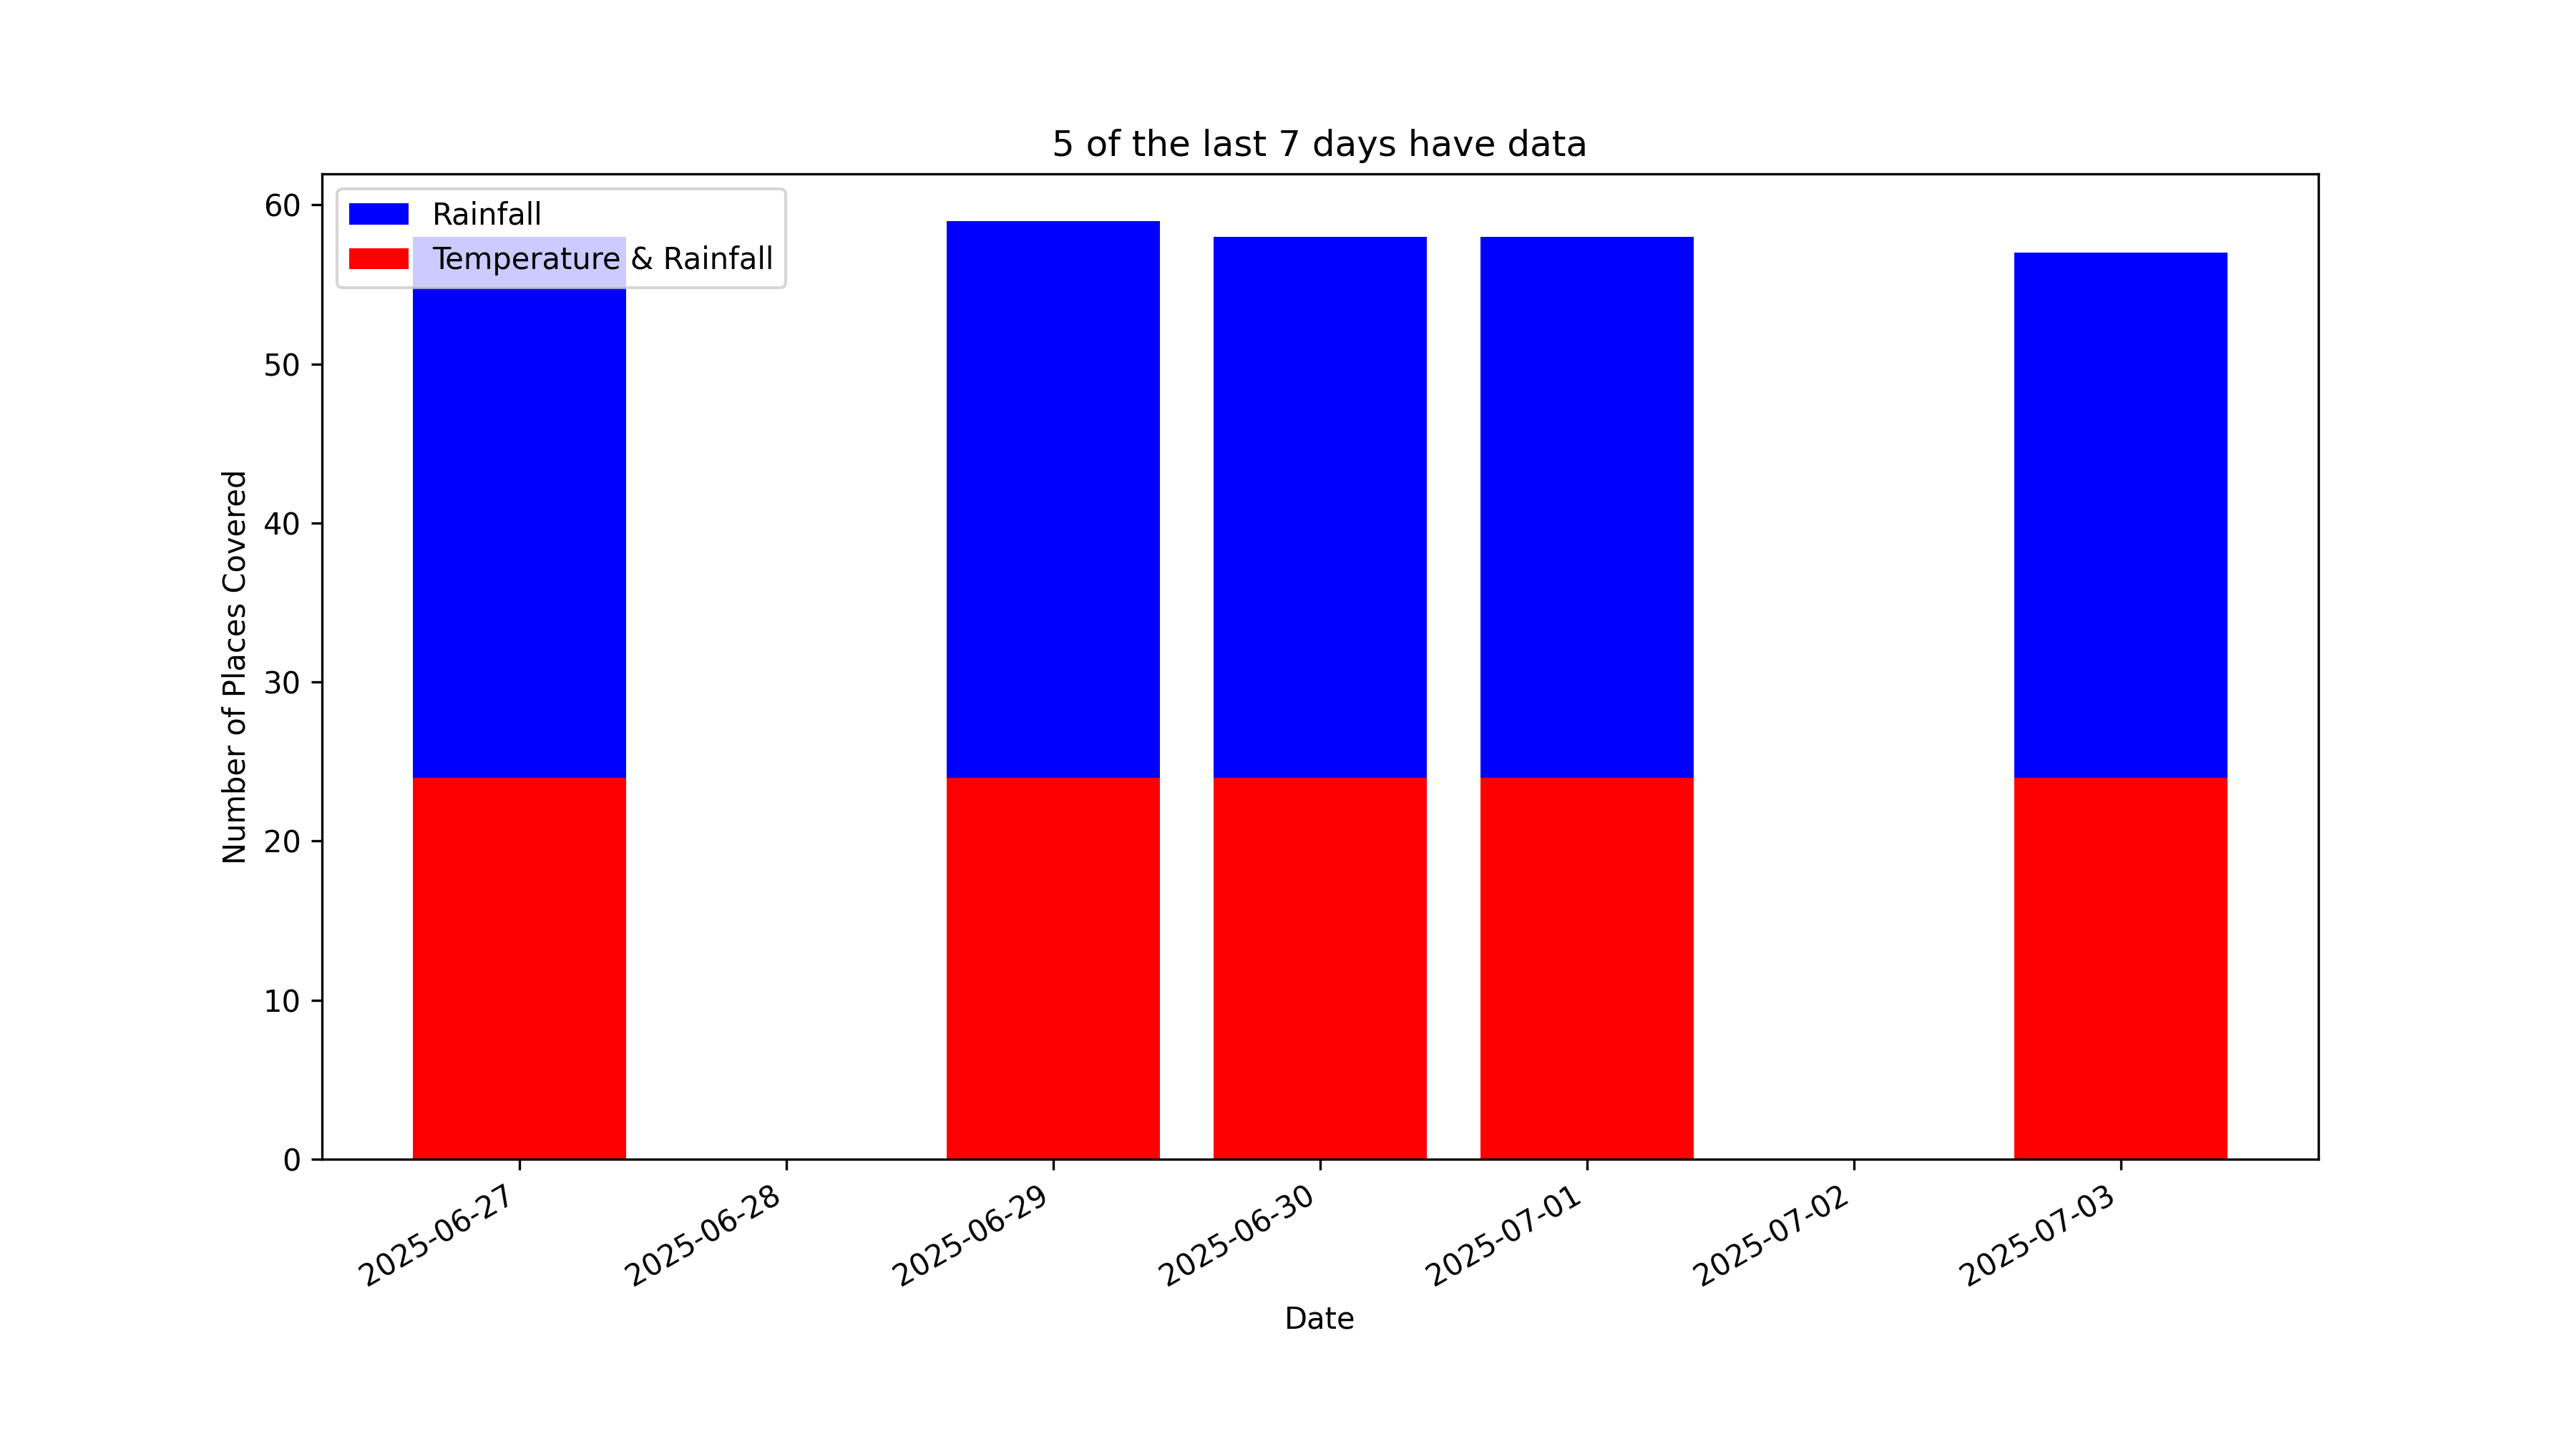 5 of the last 7 days have data
Rainfall
Temperature & Rainfall
60
50
40
30
20
10
0
Number of Places Covered
2025-06-27
2025-06-28
2025-06-29
2025-06-30
2025-07-01
2025-07-02
2025-07-03
Date